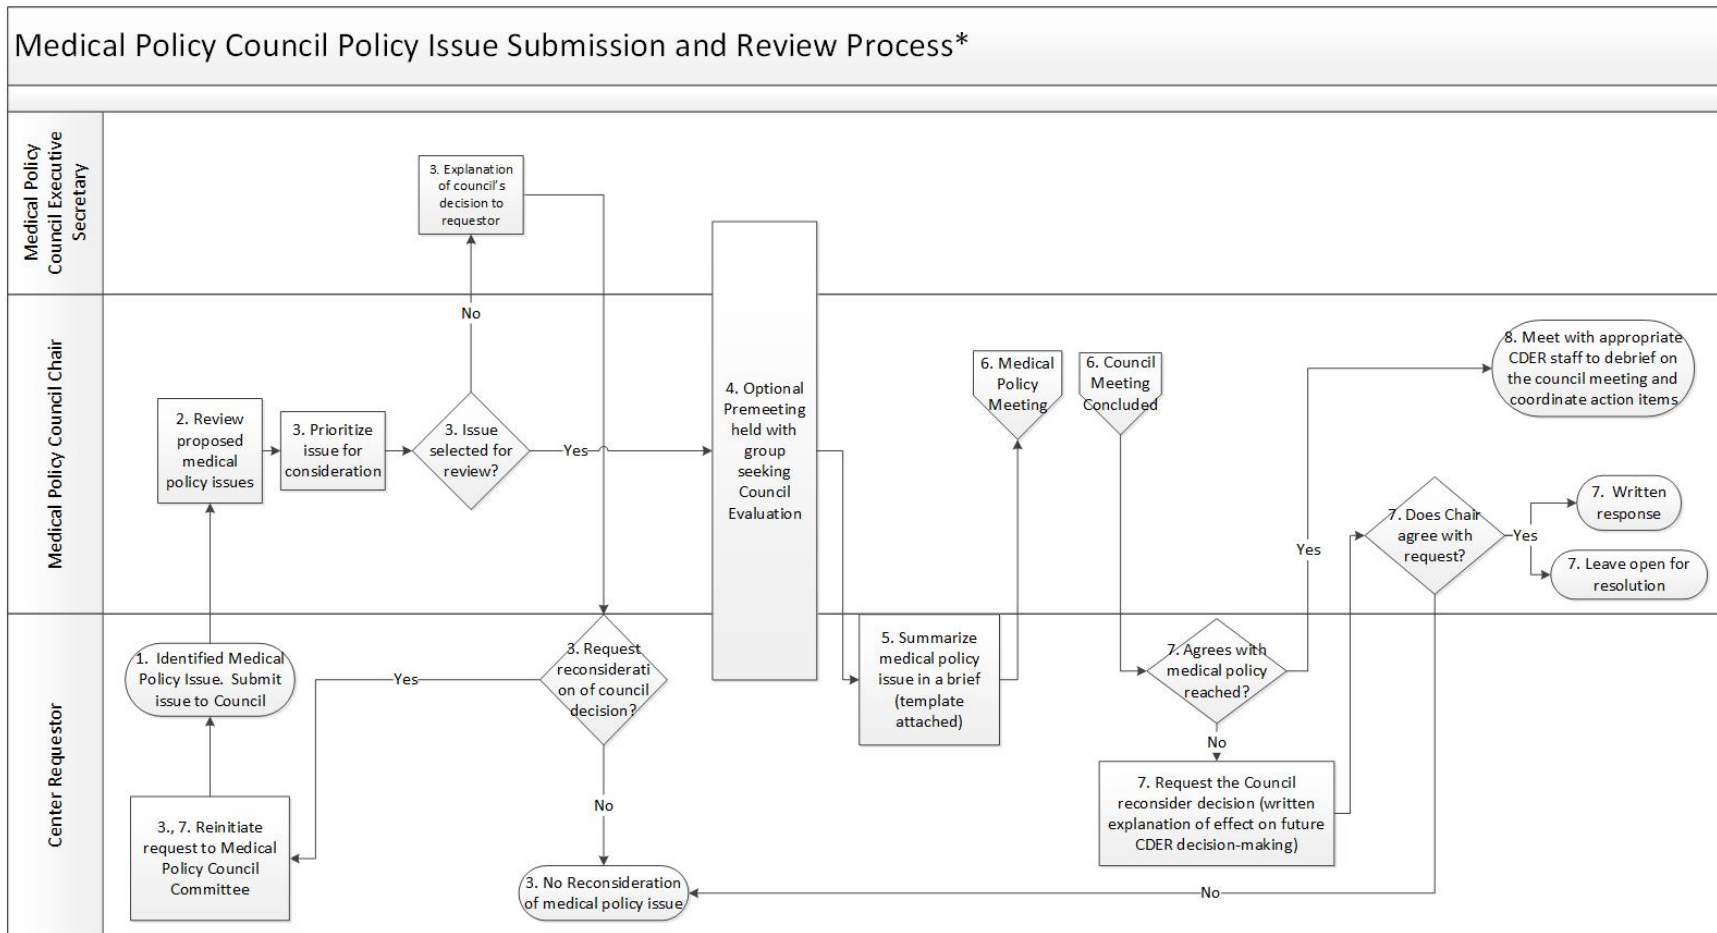 Medical Policy Council Policy Issue Submission and Review Process*
Medical Policy
Council Executive
Secretary
3. Explanation
of council's
decision to
requestor
No
Medical Policy Council Chair
2. Review
proposed
medical
policy issues
3. Prioritize
issue for
consideration
3. Issue
selected for
review?
Yes
4. Optional
Premeeting
held with
group
seeking
Council
Evaluation
6. Medical
Policy
Meeting
6. Council
Meeting
Concluded
8. Meet with appropriate
CDER staff to debrief on
the council meeting and
coordinate action items
Yes
7. Does Chair
agree with
request?
Yes
7. Written
response
7. Leave open for
resolution
Center Requestor
1. Identified Medical
Policy Issue. Submit
issue to Council
Yes
3. Request
reconsiderati
on of council
decision?
5. Summarize
medical policy
issue in a brief
(template
attached)
7. Agrees with
medical policy
reached?
No
7. Request the Council
reconsider decision (written
explanation of effect on future
CDER decision-making)
3., 7. Reinitiate
request to Medical
Policy Council
Committee
No
3. No Reconsideration
of medical policy issue
No